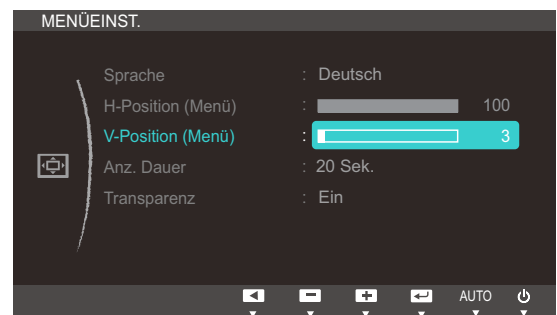 MENÜEINST.
Sprache : Deutsch
H-Position (Menü) : 100
V-Position (Menü) : 3
Anz. Dauer : 20 Sek.
Transparenz : Ein
AUTO